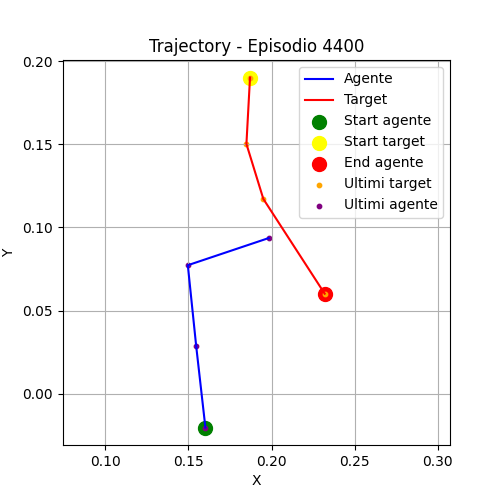 Trajectory - Episodio 4400
Agente
Target
Start agente
Start target
End agente
Ultimi target
Ultimi agente
0.20
0.15
0.10
0.05
0.00
Y
0.10
0.15
0.20
0.25
0.30
X